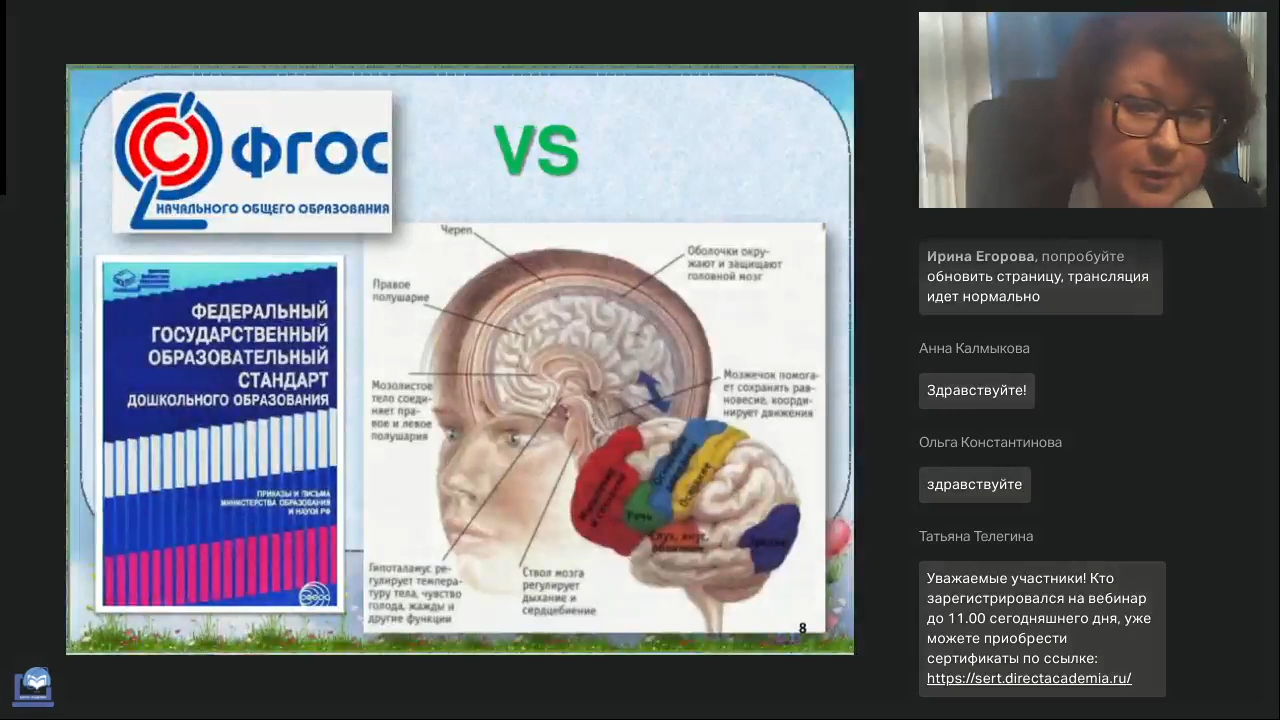 ФГОС
НАЧАЛЬНОГО ОБЩЕГО ОБРАЗОВАНИЯ
VS
ФЕДЕРАЛЬНЫЙ
ГОСУДАРСТВЕННЫЙ
ОБРАЗОВАТЕЛЬНЫЙ
СТАНДАРТ
ДОШКОЛЬНОГО ОБРАЗОВАНИЯ
ПРИКАЗЫ И ПИСЬМА
МИНИСТЕРСТВА ОБРАЗОВАНИЯ
И НАУКИ РФ
Череп
Оболочки окру-
жают и защищают
головной мозг
Правое
полушарие
Мозолистое
тело соеди-
няет пра-
вое и левое
полушария
Мозжечок помога-
ет сохранять рав-
новесие, коорди-
нирует движения
Речь
Слух, вкус,
Гипоталамус ре-
гулирует темпера-
туру тела, чувство
голода, жажды и
другие функции
Ствол мозга
регулирует
дыхание и
сердцебиение
8
Ирина Егорова, попробуйте
обновить страницу, трансляция
идет нормально
Анна Калмыкова
Здравствуйте!
Ольга Константинова
здравствуйте
Татьяна Телегина
Уважаемые участники! Кто
зарегистрировался на вебинар
до 11.00 сегодняшнего дня, уже
можете приобрести
сертификаты по ссылке:
https://sert.directacademia.ru/